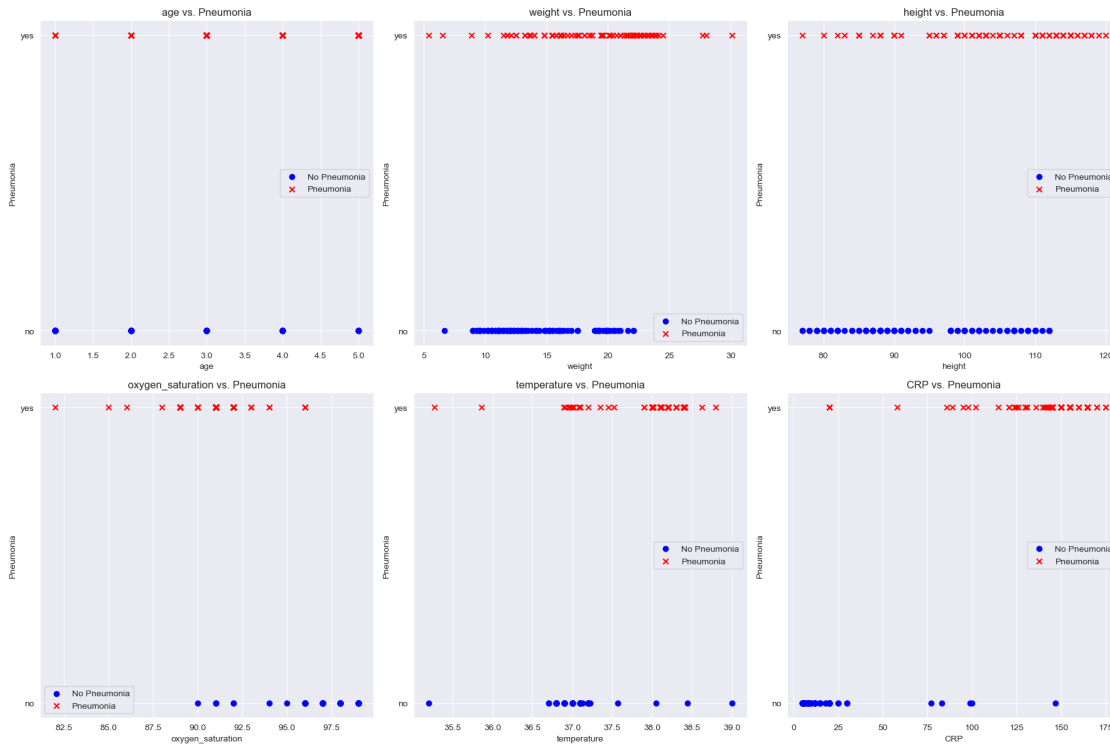 age vs. Pneumonia
yes
Pneumonia
no
No Pneumonia
Pneumonia
1.0 1.5 2.0 2.5 3.0 3.5 4.0 4.5 5.0
age
weight vs. Pneumonia
yes
Pneumonia
no
No Pneumonia
Pneumonia
5 10 15 20 25 30
weight
height vs. Pneumonia
yes
Pneumonia
no
No Pneumonia
Pneumonia
80 90 100 110 120
height
oxygen_saturation vs. Pneumonia
yes
Pneumonia
no
No Pneumonia
Pneumonia
82.5 85.0 87.5 90.0 92.5 95.0 97.5
oxygen_saturation
temperature vs. Pneumonia
yes
Pneumonia
no
No Pneumonia
Pneumonia
35.5 36.0 36.5 37.0 37.5 38.0 38.5 39.0
temperature
CRP vs. Pneumonia
yes
Pneumonia
no
No Pneumonia
Pneumonia
0 25 50 75 100 125 150 175
CRP